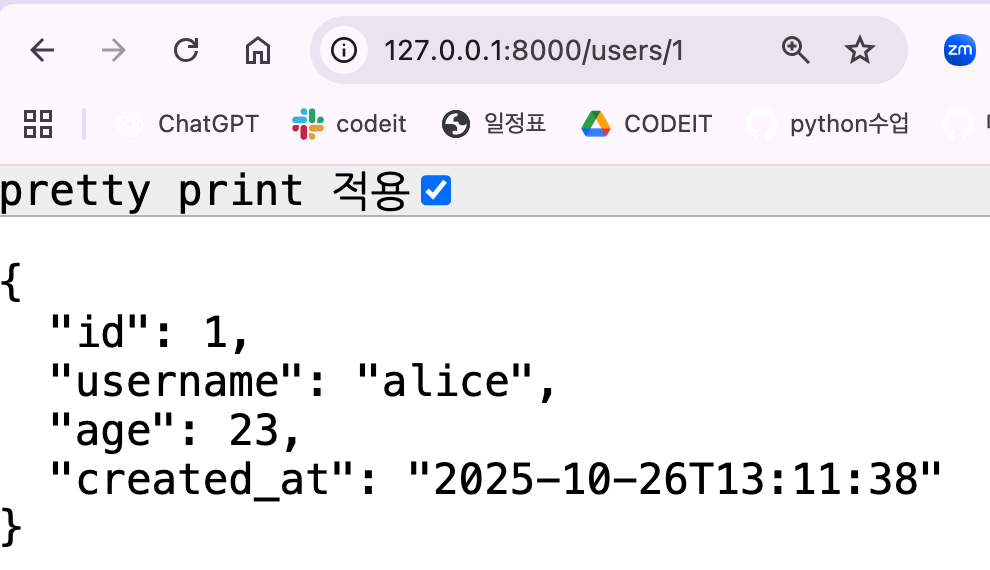 127.0.0.1:8000/users/1
zm
ChatGPT codeit 일정표 CODEIT python수업
pretty print 적용
{
  "id": 1,
  "username": "alice",
  "age": 23,
  "created_at": "2025-10-26T13:11:38"
}